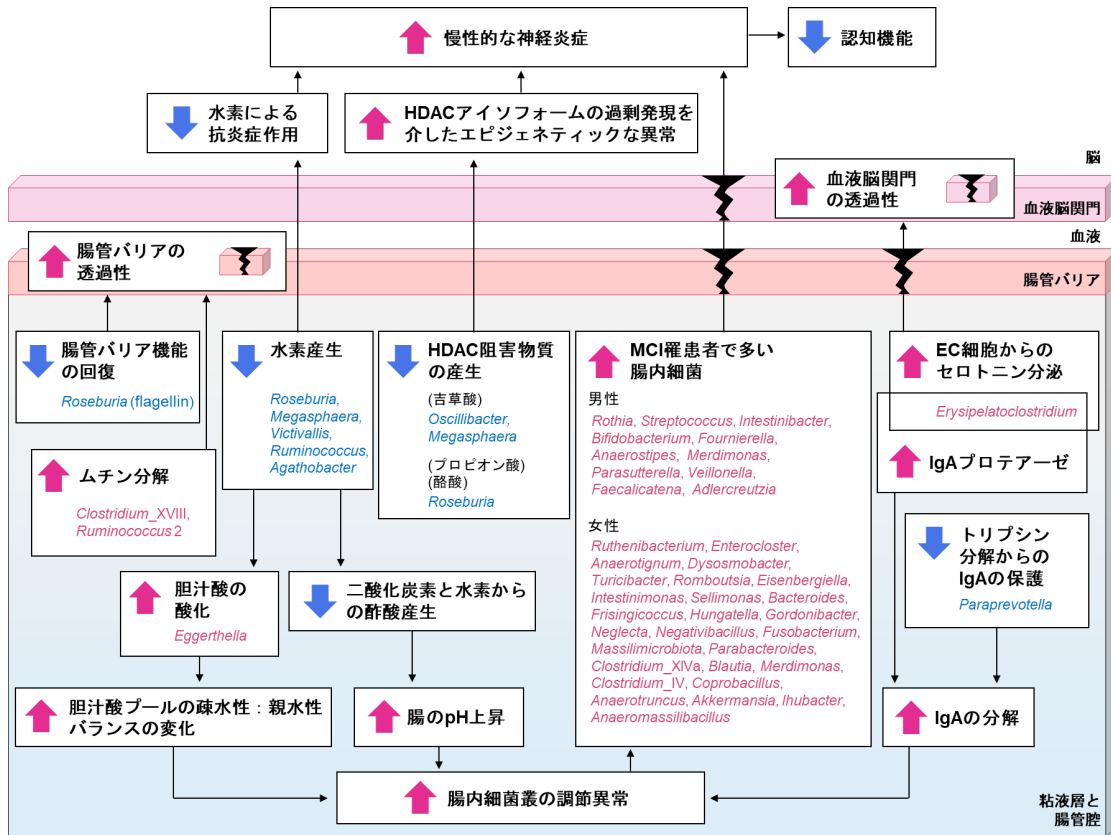 慢性的な神経炎症
認知機能
水素による
抗炎症作用
HDACアイソフォームの過剰発現を
介したエピジェネティックな異常
脳
血液脳関門
の透過性
血液脳関門
血液
腸管バリアの
透過性
腸管バリア
腸管バリア機能
の回復
Roseburia (flagellin)
水素産生
Roseburia,
Megasphaera,
Victivallis,
Ruminococcus,
Agathobacter
HDAC阻害物質
の産生
(吉草酸)
Oscillibacter,
Megasphaera
(プロピオン酸)
(酪酸)
Roseburia
MCI罹患者で多い
腸内細菌
男性
Rothia, Streptococcus, Intestinibacter,
Bifidobacterium, Fournierella,
Anaerostipes, Merdimonas,
Parasutterella, Veillonella,
Faecalicatena, Adlercreutzia
女性
Ruthenibacterium, Enterocloster,
Anaerotignum, Dysosmobacter,
Turicibacter, Romboutsia, Eisenbergiella,
Intestinimonas, Sellimonas, Bacteroides,
Frisingicoccus, Hungatella, Gordonibacter,
Neglecta, Negativibacillus, Fusobacterium,
Massilimicrobiota, Parabacteroides,
Clostridium_XIVa, Blautia, Merdimonas,
Clostridium_IV, Coprobacillus,
Anaerotruncus, Akkermansia, Ihubacter,
Anaeromassilibacillus
EC細胞からの
セロトニン分泌
Erysipelatoclostridium
IgAプロテアーゼ
ムチン分解
Clostridium_XVIII,
Ruminococcus 2
トリプシン
分解からの
IgAの保護
Paraprevotella
胆汁酸の
酸化
Eggerthella
二酸化炭素と水素から
の酢酸産生
胆汁酸プールの疎水性：親水性
バランスの変化
腸のpH上昇
IgAの分解
腸内細菌叢の調節異常
粘液層と
腸管腔